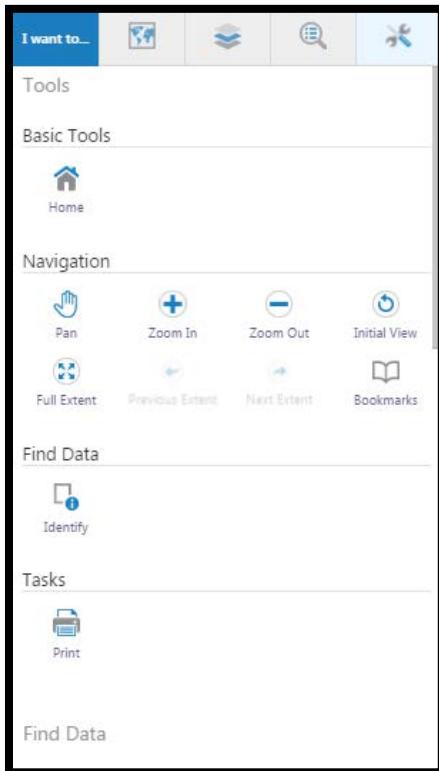 I want to...
Tools
Basic Tools
Home
Navigation
Pan Zoom In Zoom Out Initial View
Full Extent Previous Extent Next Extent Bookmarks
Find Data
Identify
Tasks
Print
Find Data